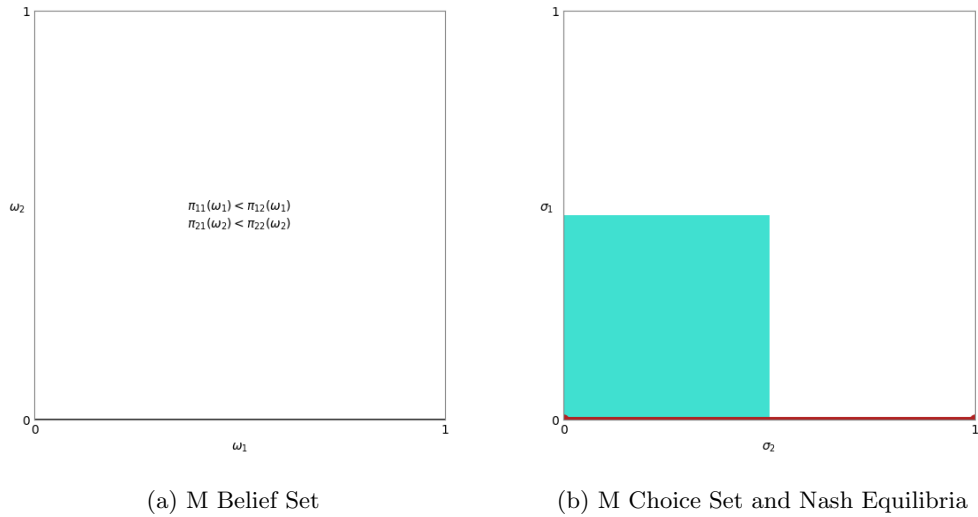 1
ω₂
π₁₁(ω₁) < π₁₂(ω₁)
π₂₁(ω₂) < π₂₂(ω₂)
0
0
1
ω₁
(a) M Belief Set
1
σ₁
0
0
1
σ₂
(b) M Choice Set and Nash Equilibria